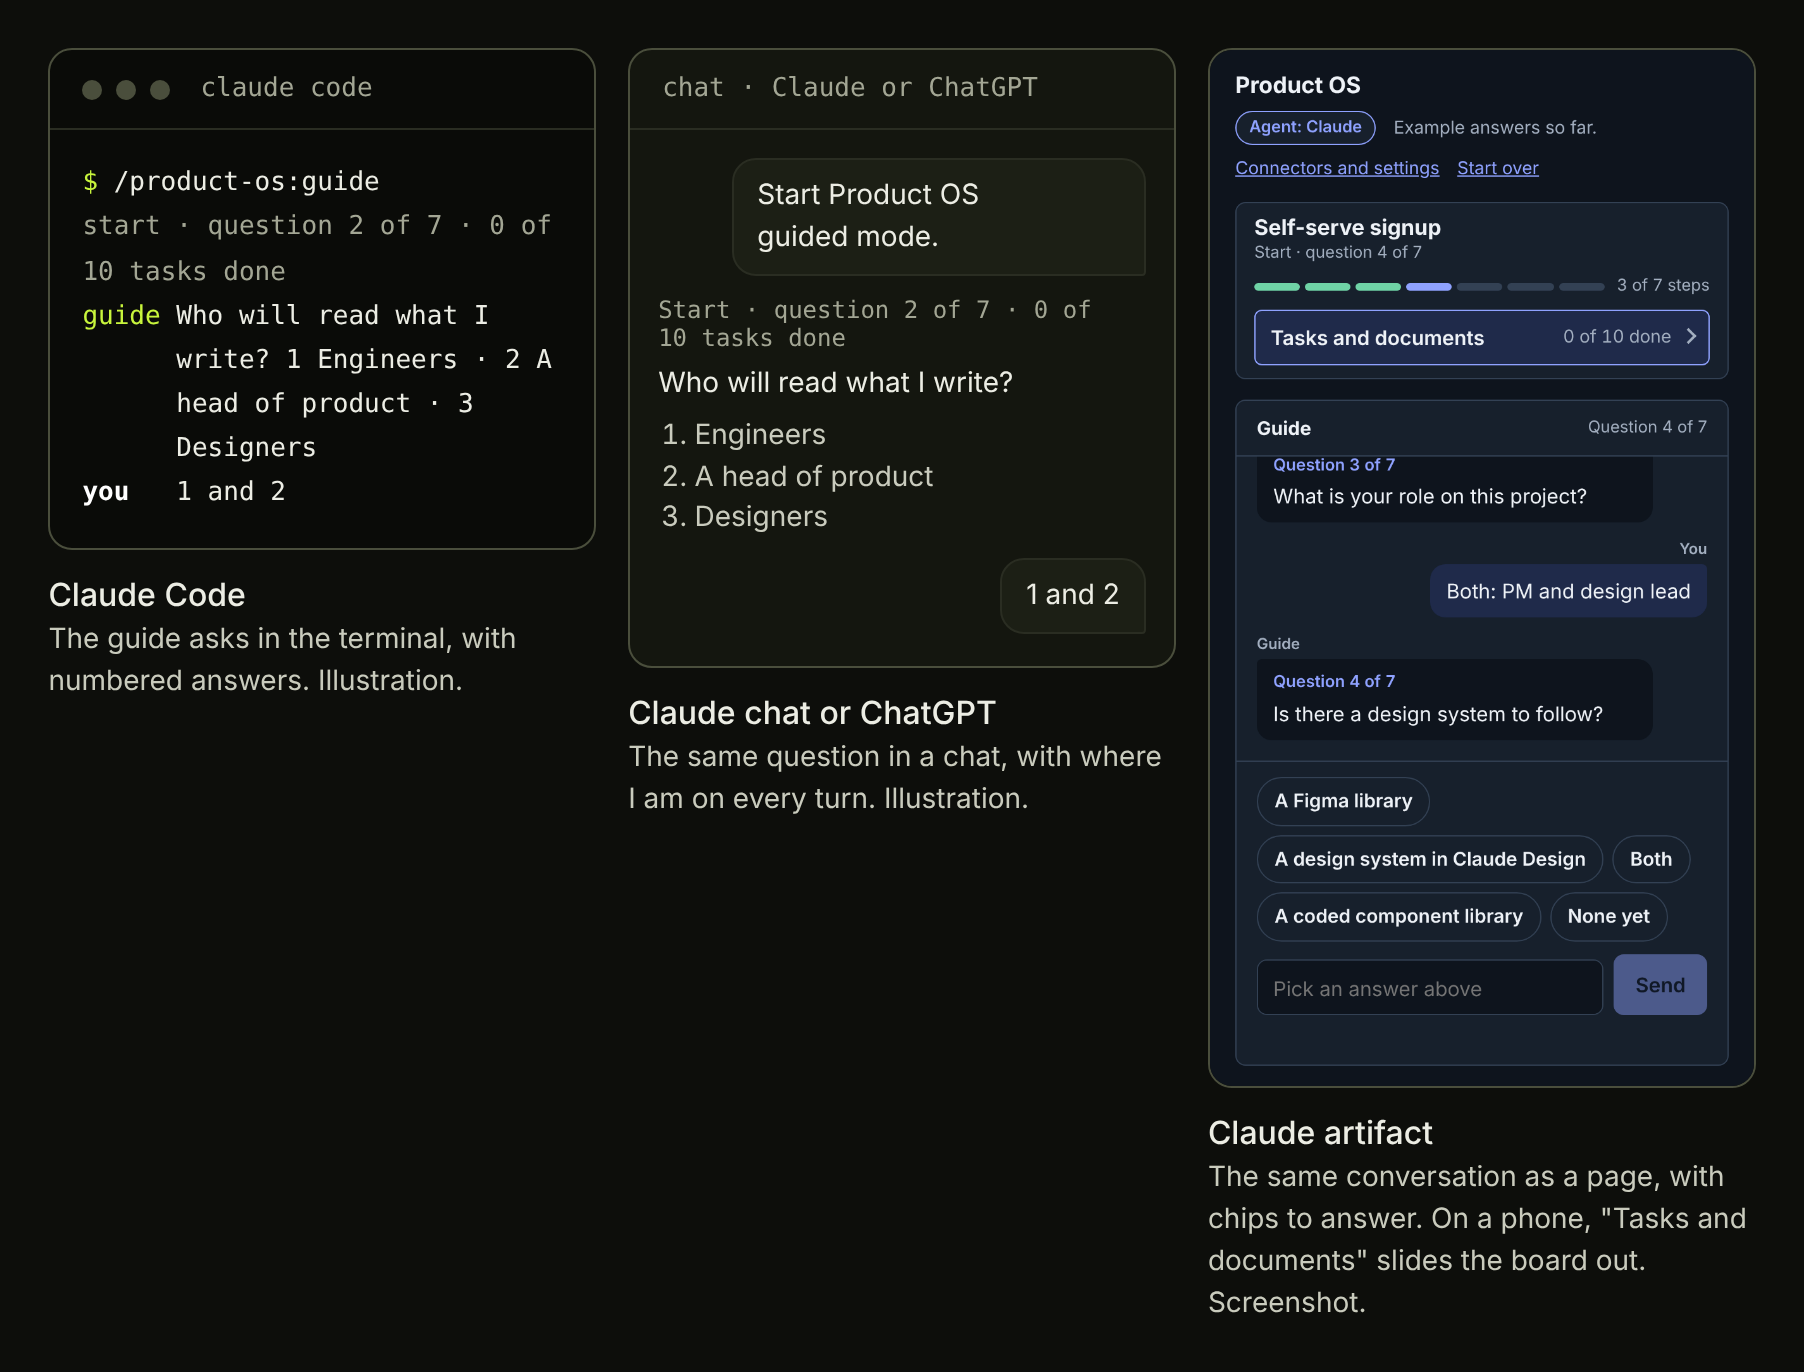 claude code
$ /product-os:guide
start · question 2 of 7 · 0 of
10 tasks done
guide Who will read what I
write? 1 Engineers · 2 A
head of product · 3
Designers
you 1 and 2
Claude Code
The guide asks in the terminal, with
numbered answers. Illustration.
chat · Claude or ChatGPT
Start Product OS
guided mode.
Start · question 2 of 7 · 0 of
10 tasks done
Who will read what I write?
1. Engineers
2. A head of product
3. Designers
1 and 2
Claude chat or ChatGPT
The same question in a chat, with where
I am on every turn. Illustration.
Product OS
Agent: Claude Example answers so far.
Connectors and settings Start over
Self-serve signup
Start · question 4 of 7
3 of 7 steps
Tasks and documents 0 of 10 done
Guide Question 4 of 7
Question 3 of 7
What is your role on this project?
You
Both: PM and design lead
Guide
Question 4 of 7
Is there a design system to follow?
A Figma library
A design system in Claude Design Both
A coded component library None yet
Pick an answer above Send
Claude artifact
The same conversation as a page, with
chips to answer. On a phone, "Tasks and
documents" slides the board out.
Screenshot.